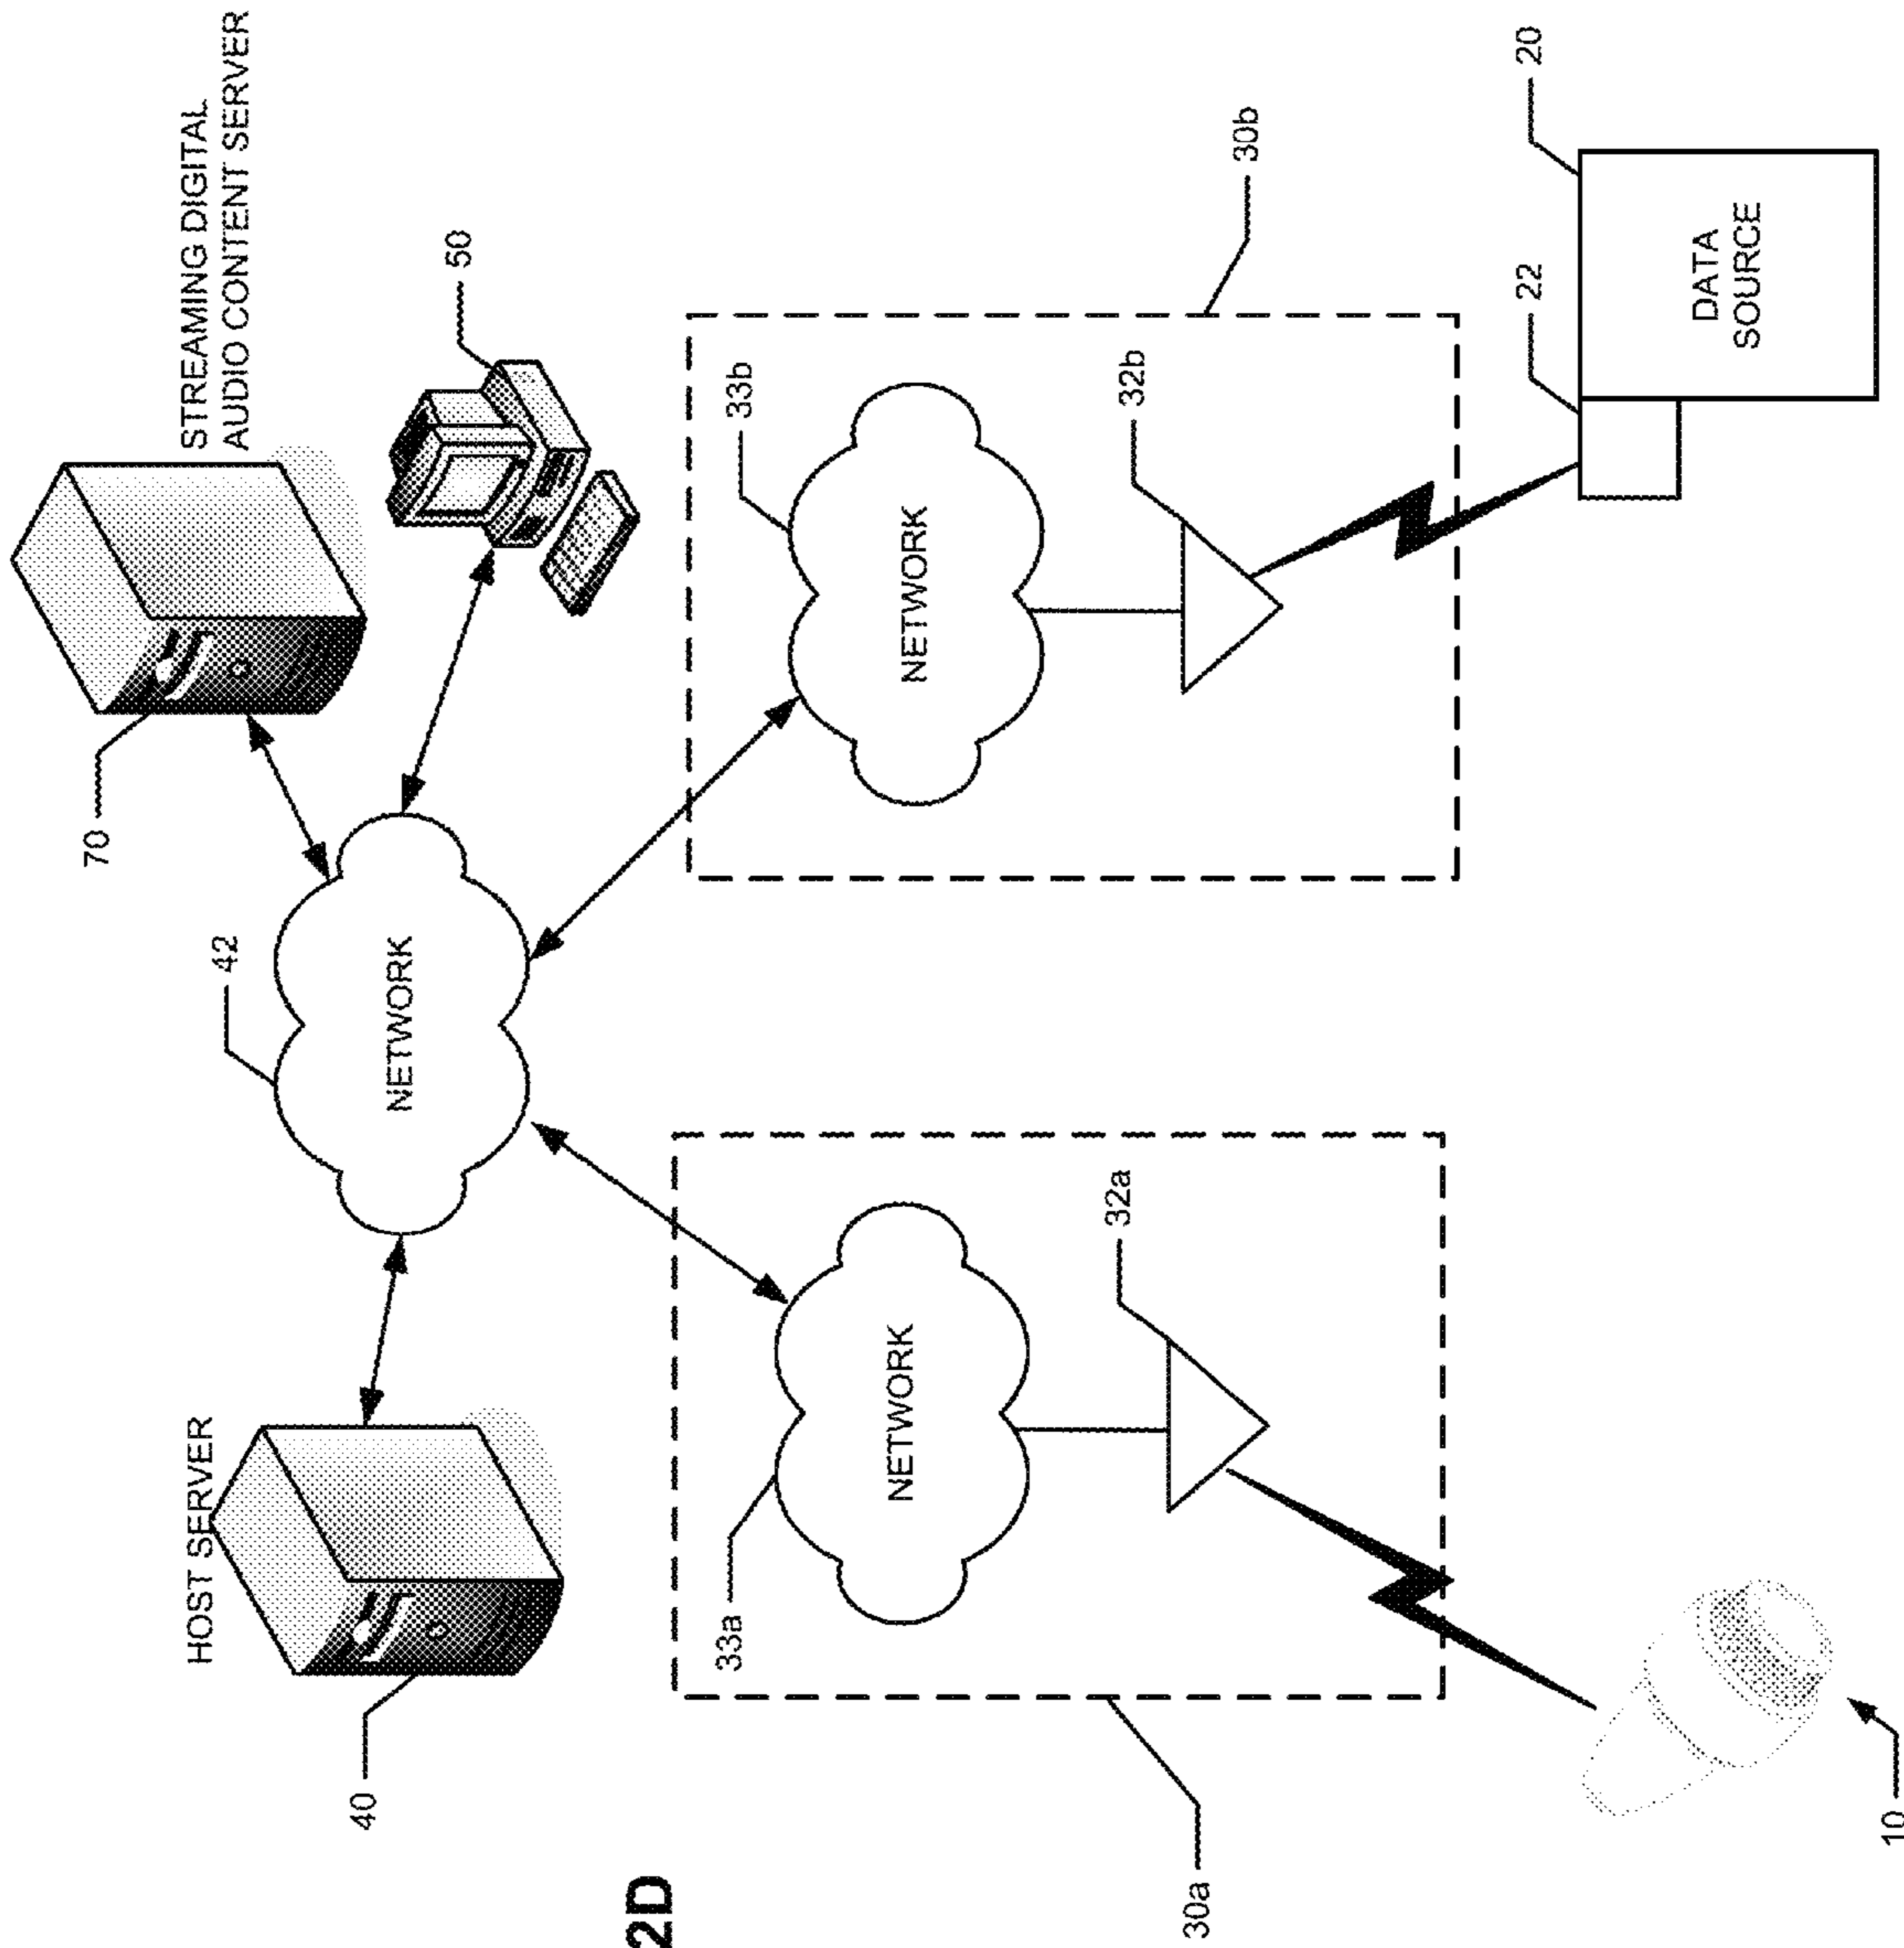 STREAMING DIGITAL
AUDIO CONTENT SERVER
HOST SERVER
70
40
42
50
NETWORK
33a
NETWORK
32a
30a
33b
NETWORK
32b
30b
10
22
20
DATA
SOURCE
2D